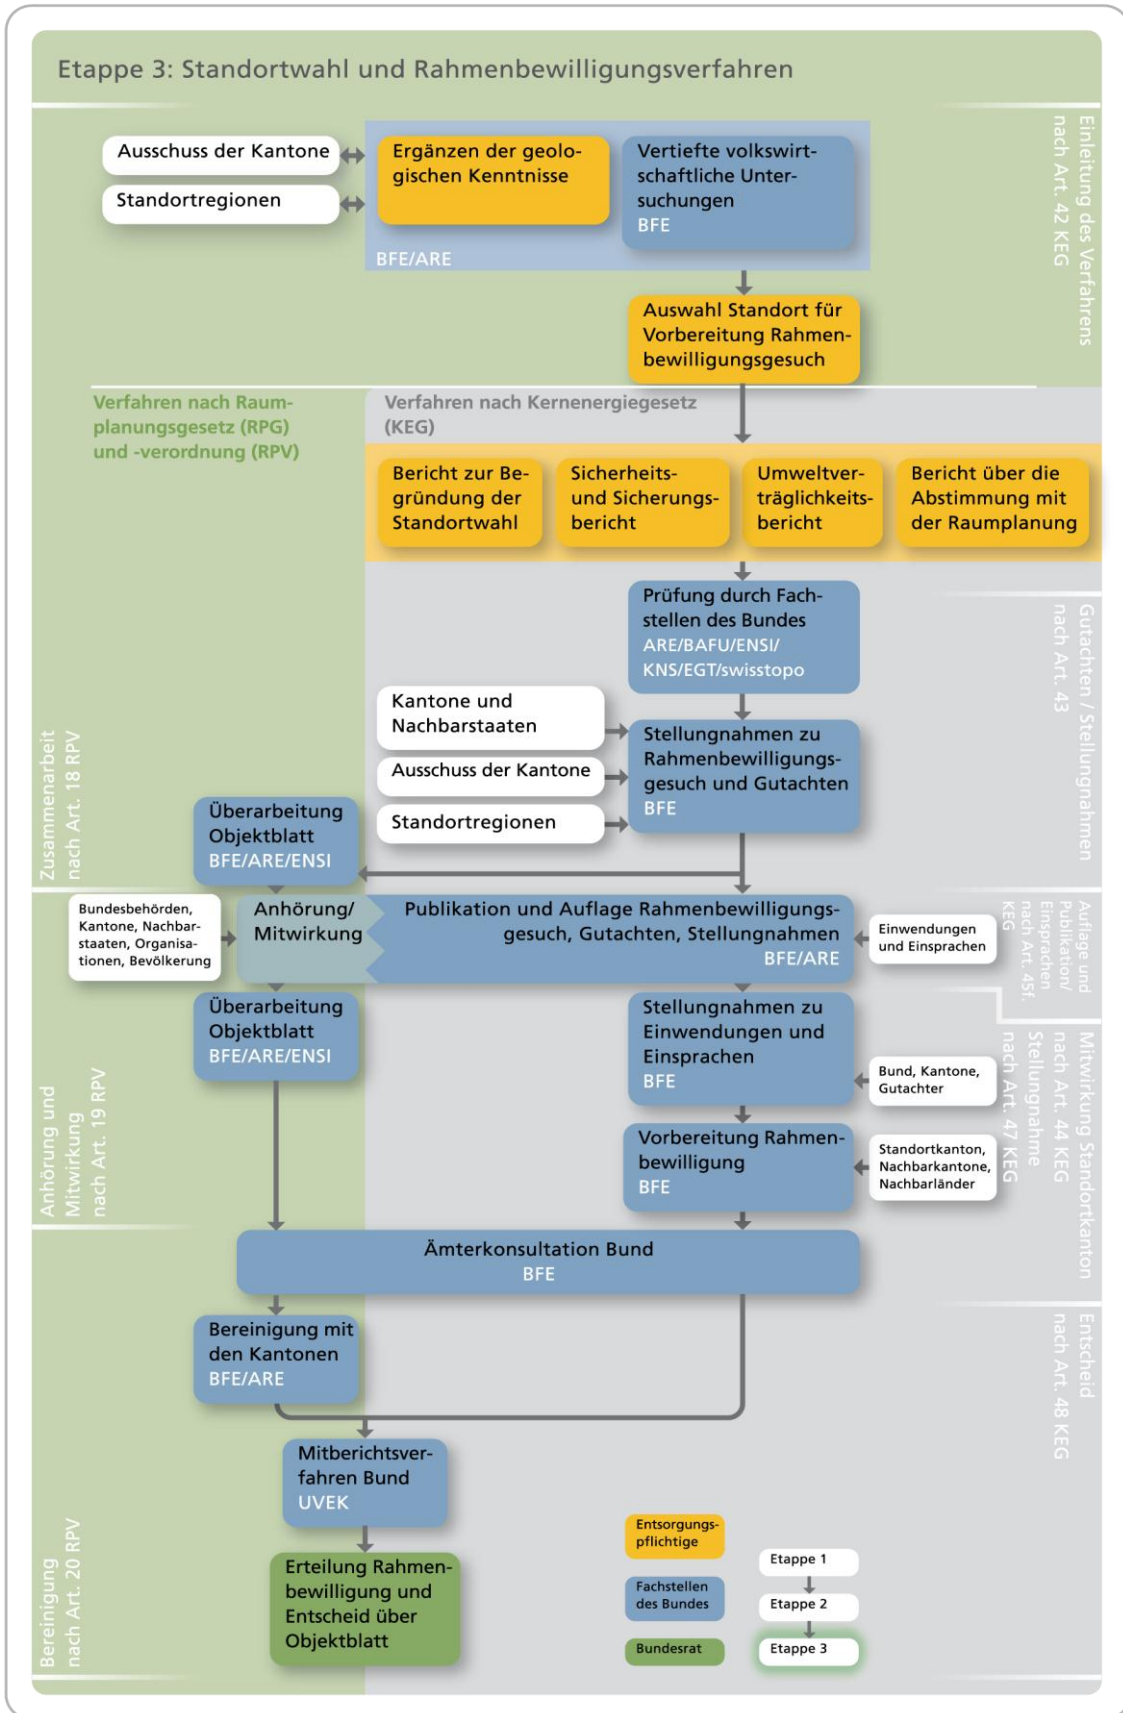 Etappe 3: Standortwahl und Rahmenbewilligungsverfahren
Einleitung des Verfahrens
nach Art. 42 KEG
Ausschuss der Kantone
Standortregionen
Ergänzen der geolo-
gischen Kenntnisse
Vertiefte volkswirt-
schaftliche Unter-
suchungen
BFE
BFE/ARE
Auswahl Standort für
Vorbereitung Rahmen-
bewilligungsgesuch
Verfahren nach Raum-
planungsgesetz (RPG)
und -verordnung (RPV)
Verfahren nach Kernenergiegesetz
(KEG)
Bericht zur Be-
gründung der
Standortwahl
Sicherheits-
und Sicherungs-
bericht
Umweltver-
träglichkeits-
bericht
Bericht über die
Abstimmung mit
der Raumplanung
Prüfung durch Fach-
stellen des Bundes
ARE/BAFU/ENSI/
KNS/EGT/swisstopo
Gutachten / Stellungnahmen
nach Art. 43
Kantone und
Nachbarstaaten
Ausschuss der Kantone
Standortregionen
Stellungnahmen zu
Rahmenbewilligungs-
gesuch und Gutachten
BFE
Zusammenarbeit
nach Art. 18 RPV
Überarbeitung
Objektblatt
BFE/ARE/ENSI
Bundesbehörden,
Kantone, Nachbar-
staaten, Organisa-
tionen, Bevölkerung
Anhörung/
Mitwirkung
Publikation und Auflage Rahmenbewilligungs-
gesuch, Gutachten, Stellungnahmen
BFE/ARE
Einwendungen
und Einsprachen
Auflage und
Publikation/
Einsprachen
nach Art. 45f.
KEG
Überarbeitung
Objektblatt
BFE/ARE/ENSI
Stellungnahmen zu
Einwendungen und
Einsprachen
BFE
Bund, Kantone,
Gutachter
Mitwirkung Standortkanton
nach Art. 44 KEG
Stellungnahme
nach Art. 47 KEG
Anhörung und
Mitwirkung
nach Art. 19 RPV
Vorbereitung Rahmen-
bewilligung
BFE
Standortkanton,
Nachbarkantone,
Nachbarländer
Ämterkonsultation Bund
BFE
Bereinigung mit
den Kantonen
BFE/ARE
Entscheid
nach Art. 48 KEG
Mitberichtsver-
fahren Bund
UVEK
Bereinigung
nach Art. 20 RPV
Erteilung Rahmen-
bewilligung und
Entscheid über
Objektblatt
Entsorgungs-
pflichtige
Fachstellen
des Bundes
Bundesrat
Etappe 1
Etappe 2
Etappe 3